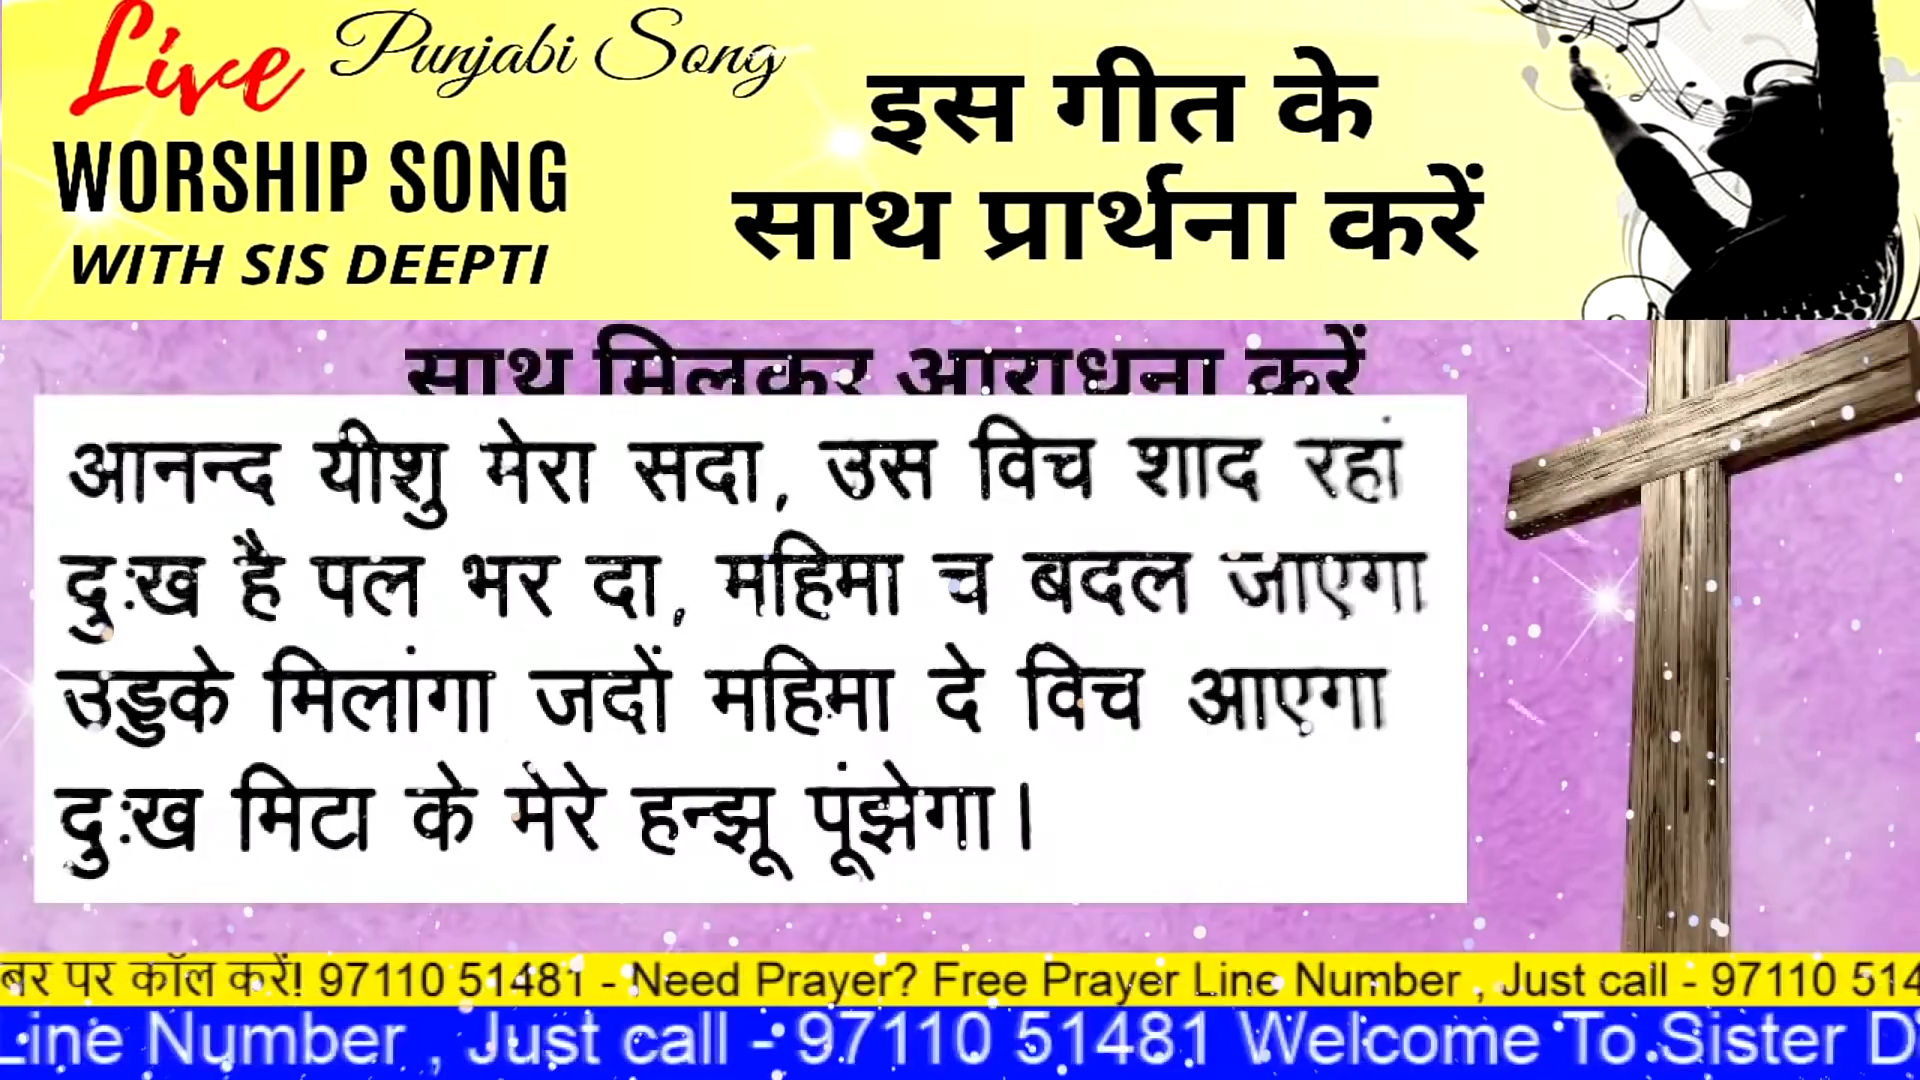 Live Punjabi Song
WORSHIP SONG
WITH SIS DEEPTI
इस गीत के
साथ प्रार्थना करें
साथ मिलकर आराधना करें
आनन्द यीशु मेरा सदा, उस विच शाद रहां
दुःख है पल भर दा, महिमा च बदल जाएगा
उड्डके मिलांगा जदों महिमा दे विच आएगा
दुःख मिटा के मेरे हन्झू पूंझेगा।
बर पर कॉल करें! 97110 51481 - Need Prayer? Free Prayer Line Number , Just call - 97110 514
Line Number , Just call - 97110 51481 Welcome To Sister D